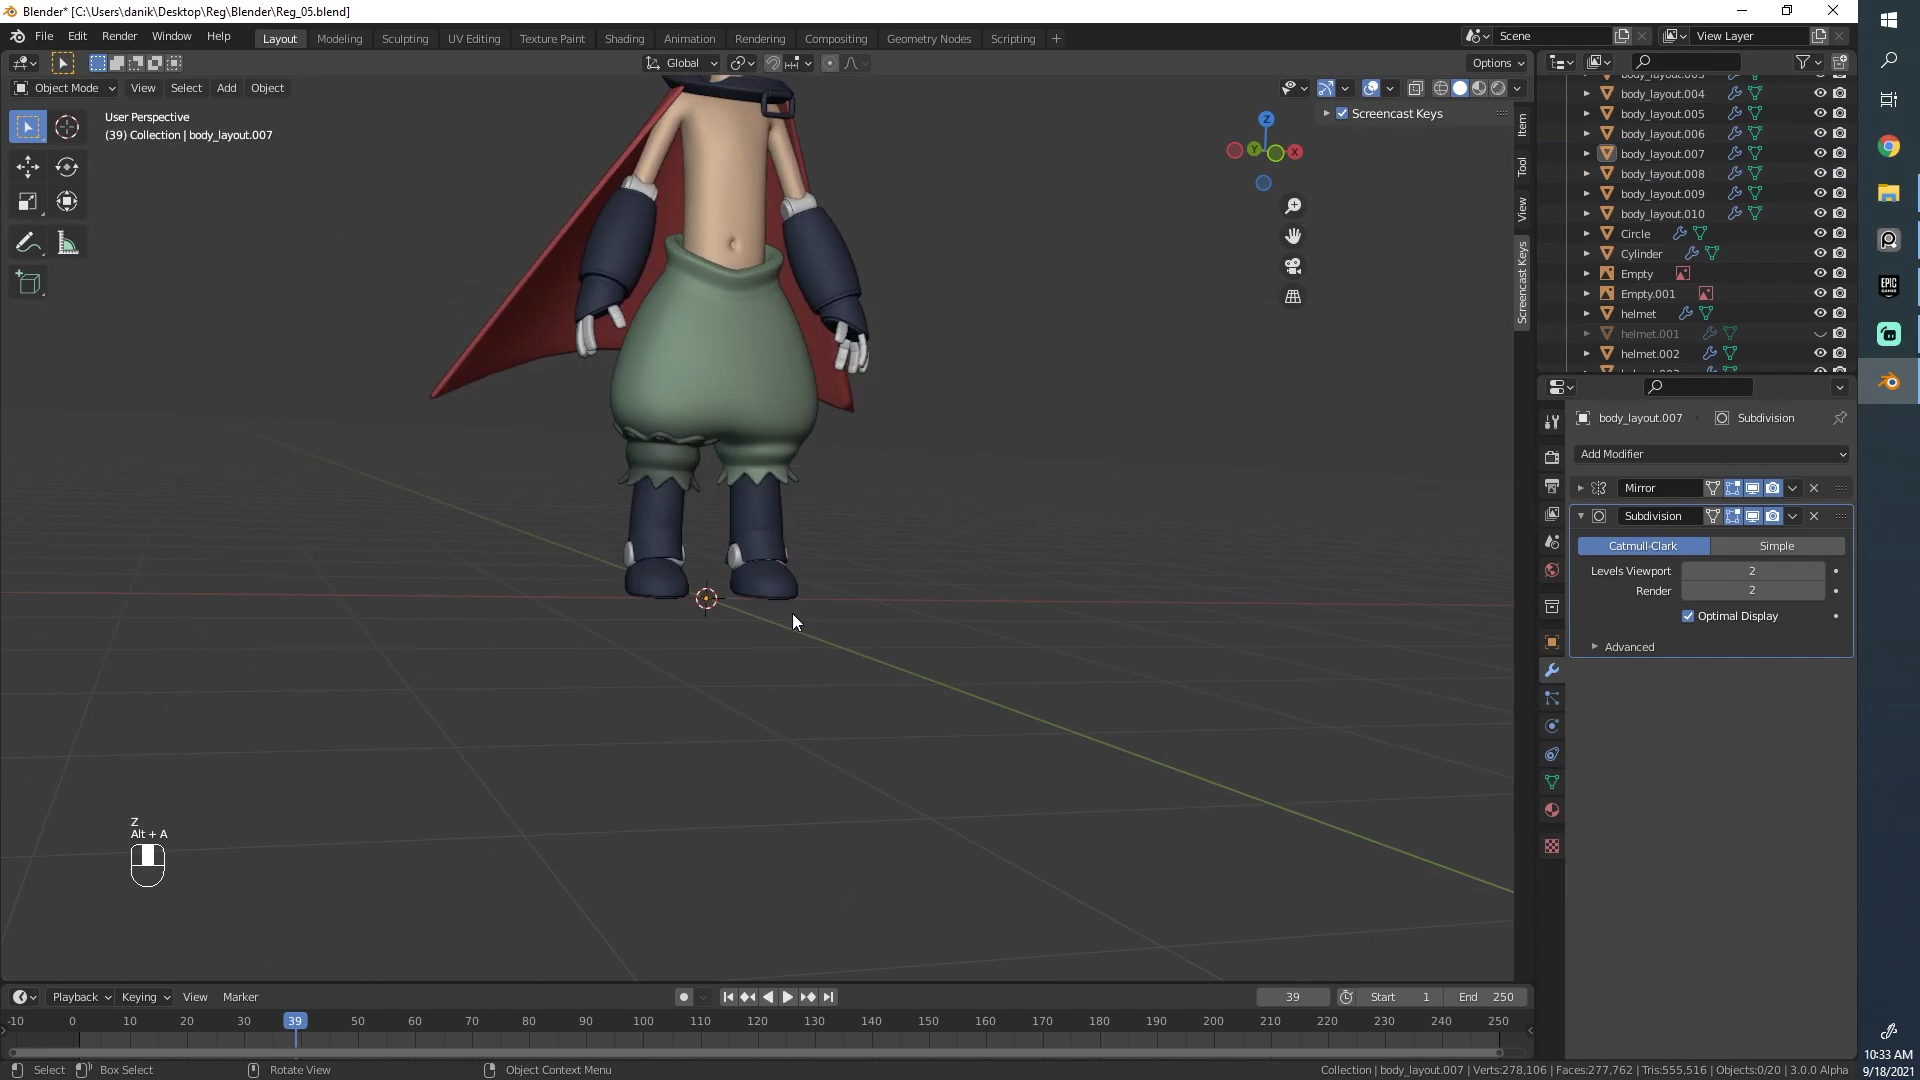 Blender* [C:\Users\danik\Desktop\Reg\Blender\Reg_05.blend]
File Edit Render Window Help Layout Modeling Sculpting UV Editing Texture Paint Shading Animation Rendering Compositing Geometry Nodes Scripting + Scene View Layer
Global Options
Object Mode View Select Add Object
User Perspective
(39) Collection | body_layout.007
Screencast Keys
Z
Y
X
Item
Tool
View
Screencast Keys
body_layout.004
body_layout.005
body_layout.006
body_layout.007
body_layout.008
body_layout.009
body_layout.010
Circle
Cylinder
Empty
Empty.001
helmet
helmet.001
helmet.002
body_layout.007 Subdivision
Add Modifier
Mirror
Subdivision
Catmull-Clark Simple
Levels Viewport 2
Render 2
Optimal Display
Advanced
EPIC
GAMES
Z
Alt + A
Playback Keying View Marker 39 Start 1 End 250
-10 0 10 20 30 39 50 60 70 80 90 100 110 120 130 140 150 160 170 180 190 200 210 220 230 240 250
Select Box Select Rotate View Object Context Menu Collection | body_layout.007 | Verts:278,106 | Faces:277,762 | Tris:555,516 | Objects:0/20 | 3.0.0 Alpha
10:33 AM
9/18/2021